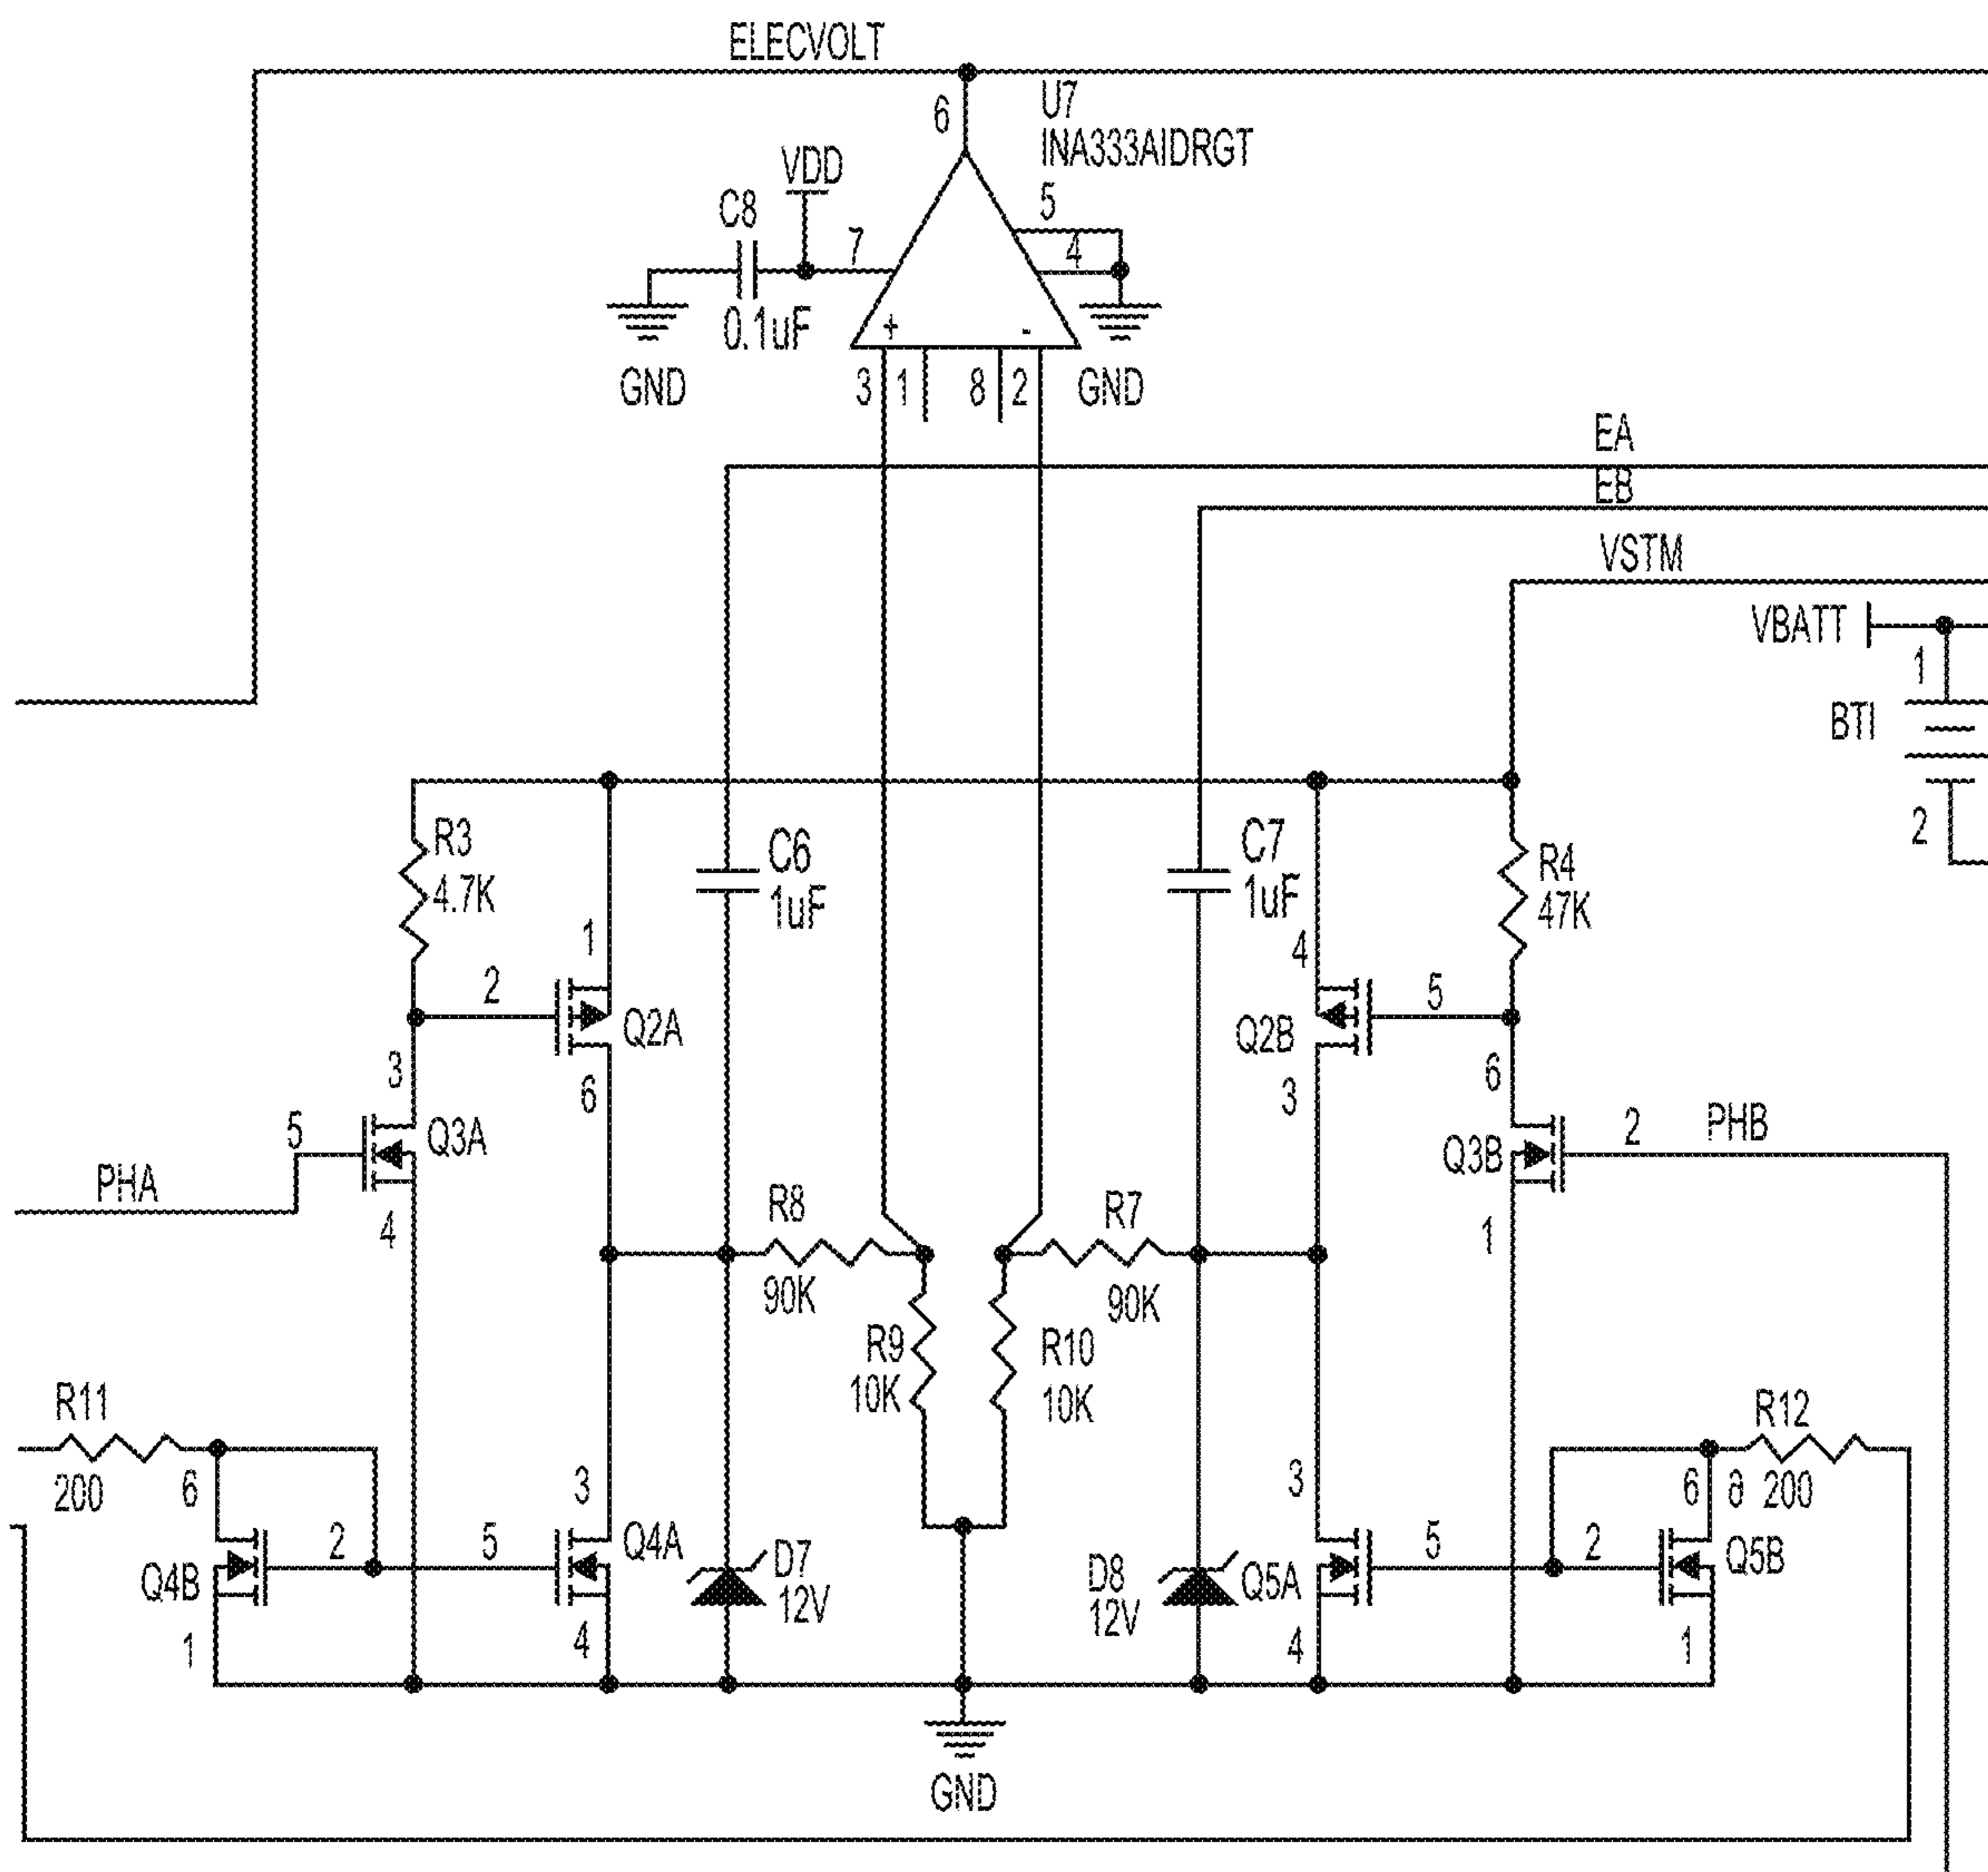 ELECVOLT
6
U7
INA333AIDRGT
VDD
C8
7
5
4
0.1uF
+
-
GND
3
1
8
2
GND
EA
EB
VSTM
VBATT
1
BTI
2
R3
4.7K
C6
1uF
C7
1uF
R4
47K
1
4
2
Q2A
Q2B
5
3
6
3
6
5
Q3A
Q3B
2
PHB
PHA
4
R8
R7
1
90K
90K
R9
10K
R10
10K
R11
200
6
3
3
R12
6
∂
200
2
5
Q4A
Q4B
D7
12V
D8
12V
Q5A
5
2
Q5B
1
4
4
1
GND